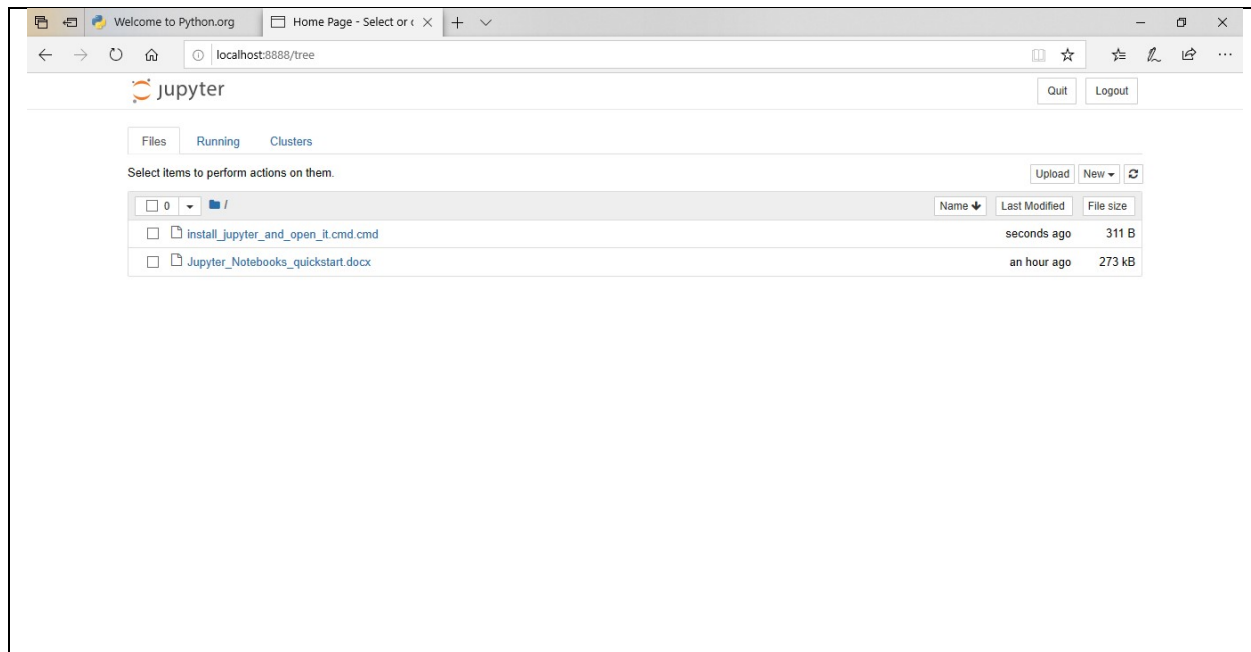 Welcome to Python.org
Home Page - Select or c
localhost:8888/tree
jupyter
Quit Logout
Files Running Clusters
Select items to perform actions on them.
Upload New
0 /
Name Last Modified File size
install_jupyter_and_open_it.cmd.cmd seconds ago 311 B
Jupyter_Notebooks_quickstart.docx an hour ago 273 kB